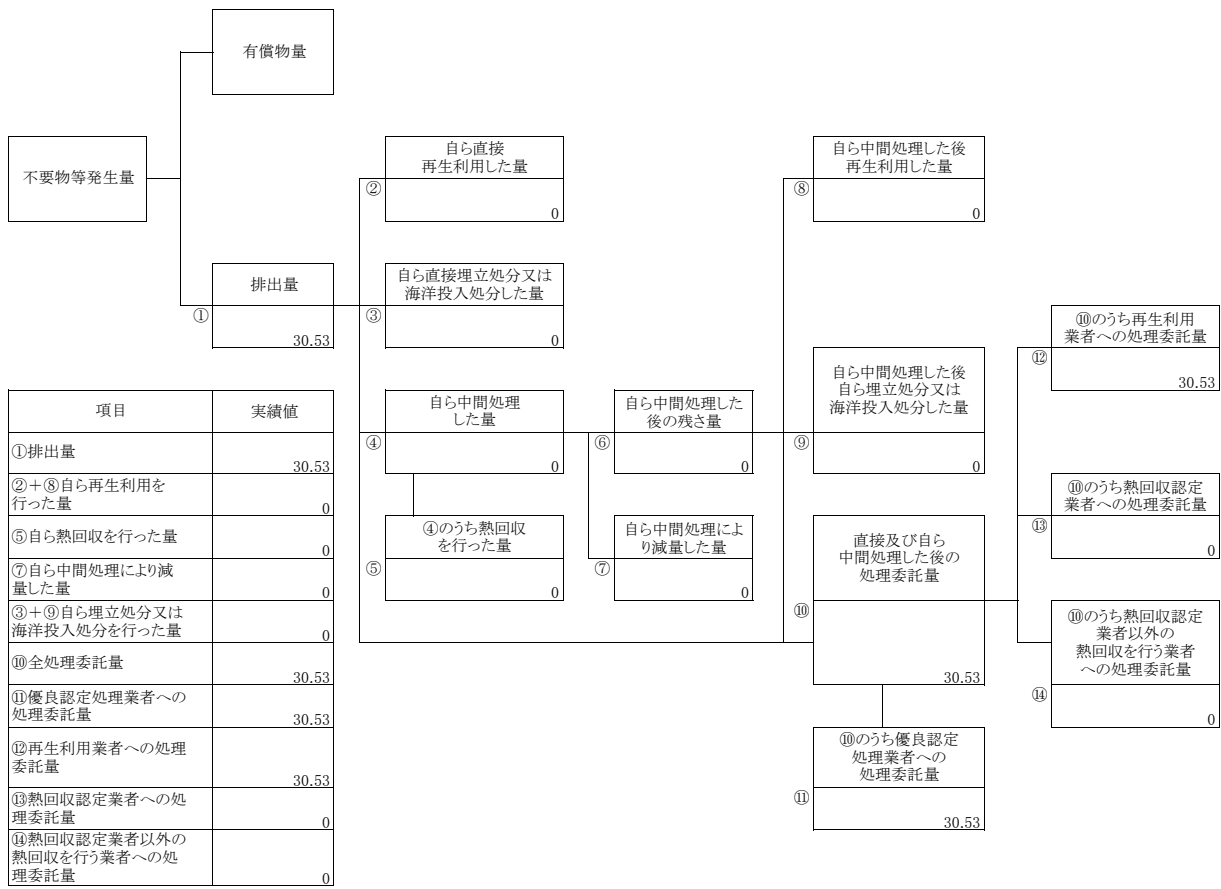 有償物量
不要物等発生量
排出量
①
30.53
自ら直接
再生利用した量
②
0
自ら直接埋立処分又は
海洋投入処分した量
③
0
自ら中間処理
した量
④
0
④のうち熱回収
を行った量
⑤
0
自ら中間処理した
後の残さ量
⑥
0
自ら中間処理によ
り減量した量
⑦
0
自ら中間処理した後
再生利用した量
⑧
0
自ら中間処理した後
自ら埋立処分又は
海洋投入処分した量
⑨
0
直接及び自ら
中間処理した後の
処理委託量
⑩
30.53
⑩のうち優良認定
処理業者への
処理委託量
⑪
30.53
⑩のうち再生利用
業者への処理委託量
⑫
30.53
⑩のうち熱回収認定
業者への処理委託量
⑬
0
⑩のうち熱回収認定
業者以外の
熱回収を行う業者
への処理委託量
⑭
0
項目 実績値
①排出量
30.53
②+⑧自ら再生利用を
行った量
0
⑤自ら熱回収を行った量
0
⑦自ら中間処理により減
量した量
0
③+⑨自ら埋立処分又は
海洋投入処分を行った量
0
⑩全処理委託量
30.53
⑪優良認定処理業者への
処理委託量
30.53
⑫再生利用業者への処理
委託量
30.53
⑬熱回収認定業者への処
理委託量
0
⑭熱回収認定業者以外の
熱回収を行う業者への処
理委託量
0